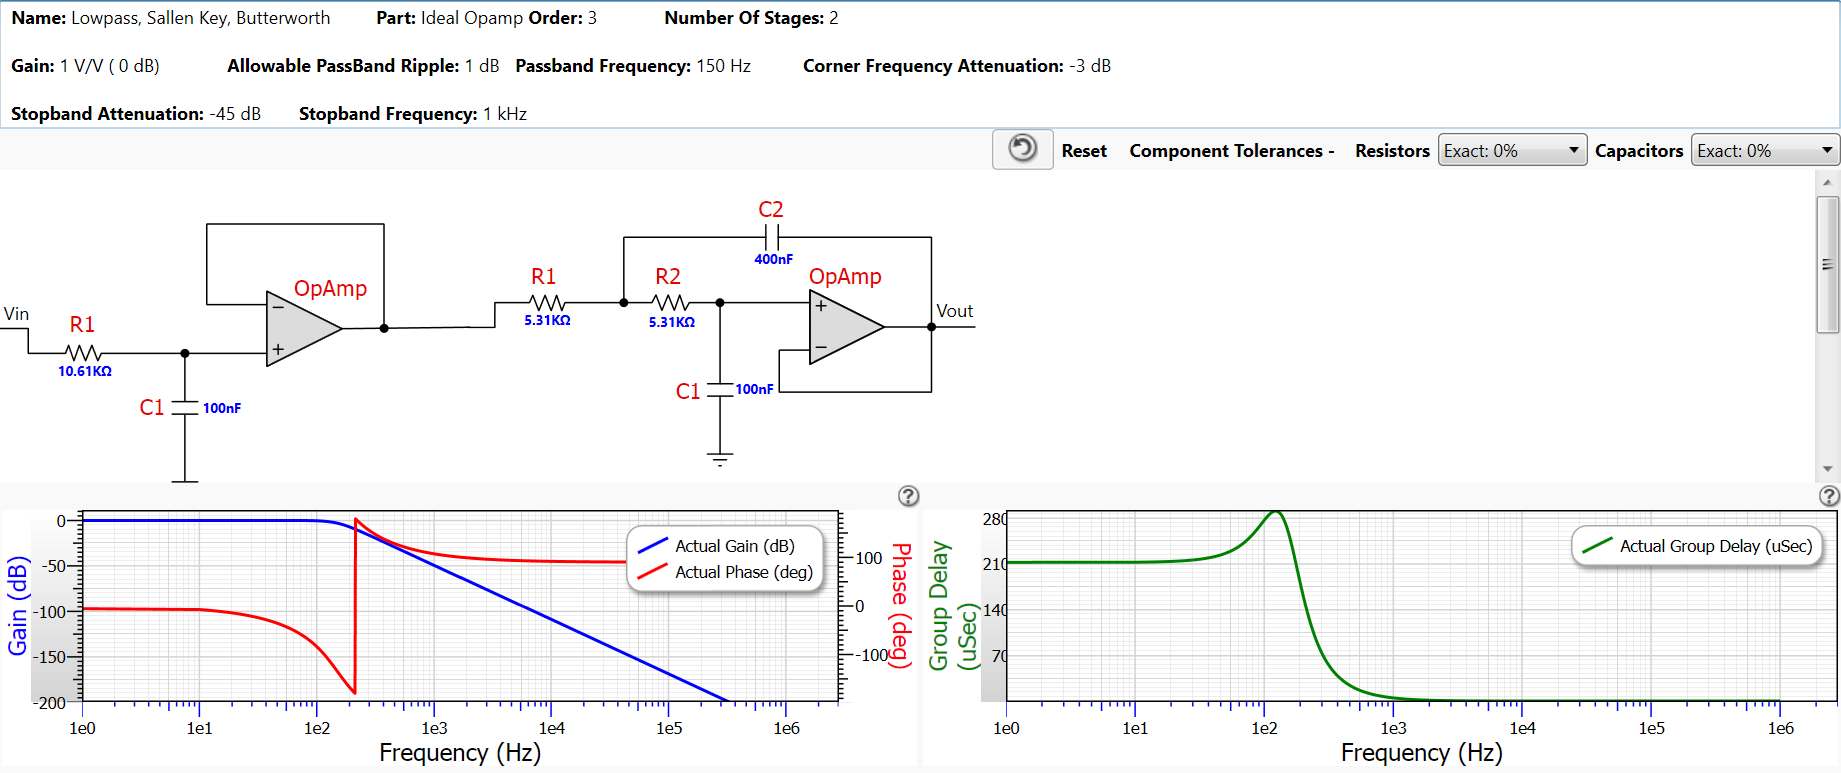 Name: Lowpass, Sallen Key, Butterworth Part: Ideal Opamp Order: 3 Number Of Stages: 2
Gain: 1 V/V ( 0 dB) Allowable PassBand Ripple: 1 dB Passband Frequency: 150 Hz Corner Frequency Attenuation: -3 dB
Stopband Attenuation: -45 dB Stopband Frequency: 1 kHz
Reset Component Tolerances - Resistors Exact: 0% Capacitors Exact: 0%
C2
400nF
OpAmp
R1
R2
OpAmp
Vin
R1
5.31KΩ
5.31KΩ
Vout
10.61KΩ
C1
100nF
C1
100nF
?
?
0
-50
-100
-150
-200
Gain (dB)
Actual Gain (dB)
Actual Phase (deg)
100
0
-100
Phase (deg)
1e0 1e1 1e2 1e3 1e4 1e5 1e6
Frequency (Hz)
280
210
140
70
Group Delay
(uSec)
Actual Group Delay (uSec)
1e0 1e1 1e2 1e3 1e4 1e5 1e6
Frequency (Hz)